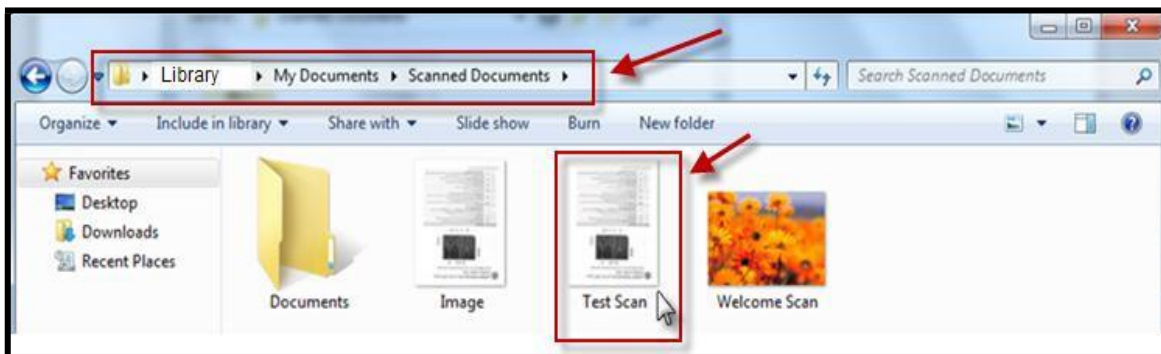 Library My Documents Scanned Documents Search Scanned Documents
Organize Include in library Share with Slide show Burn New folder
Favorites
Desktop
Downloads
Recent Places
Documents Image Test Scan Welcome Scan